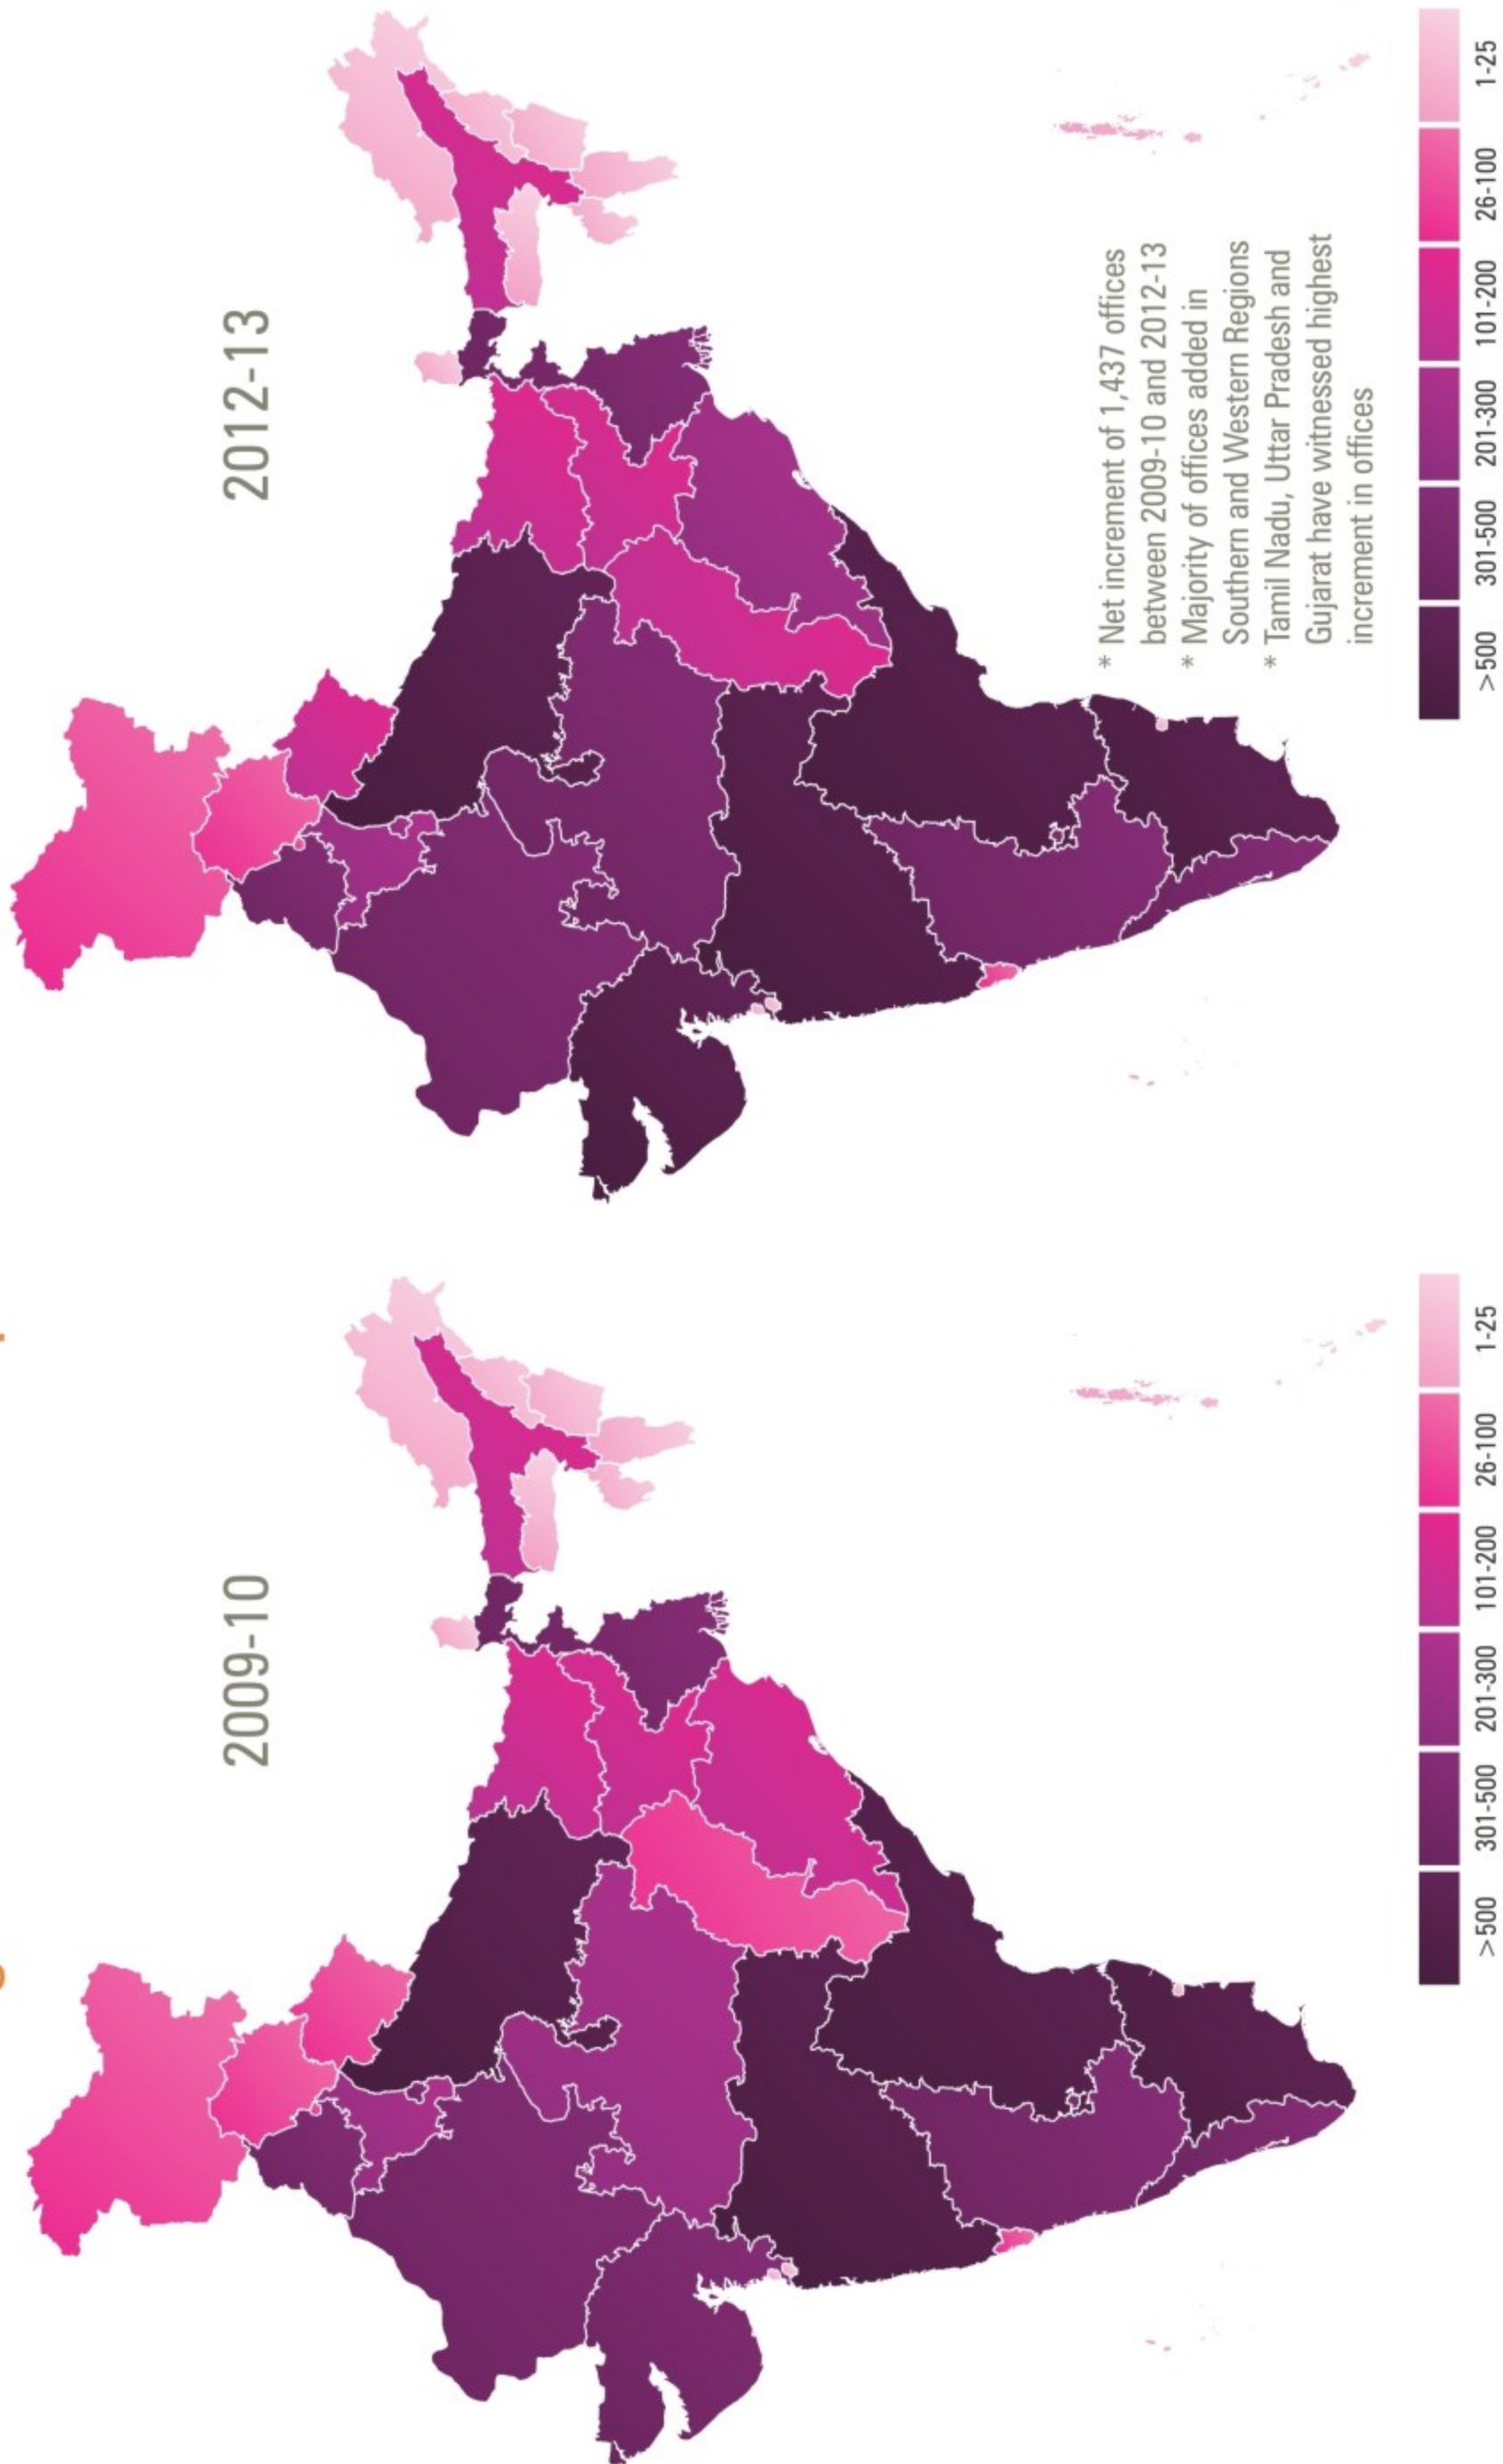 2009-10
>500
301-500
201-300
101-200
26-100
1-25
2012-13
* Net increment of 1,437 offices
between 2009-10 and 2012-13
* Majority of offices added in
Southern and Western Regions
* Tamil Nadu, Uttar Pradesh and
Gujarat have witnessed highest
increment in offices
>500
301-500
201-300
101-200
26-100
1-25